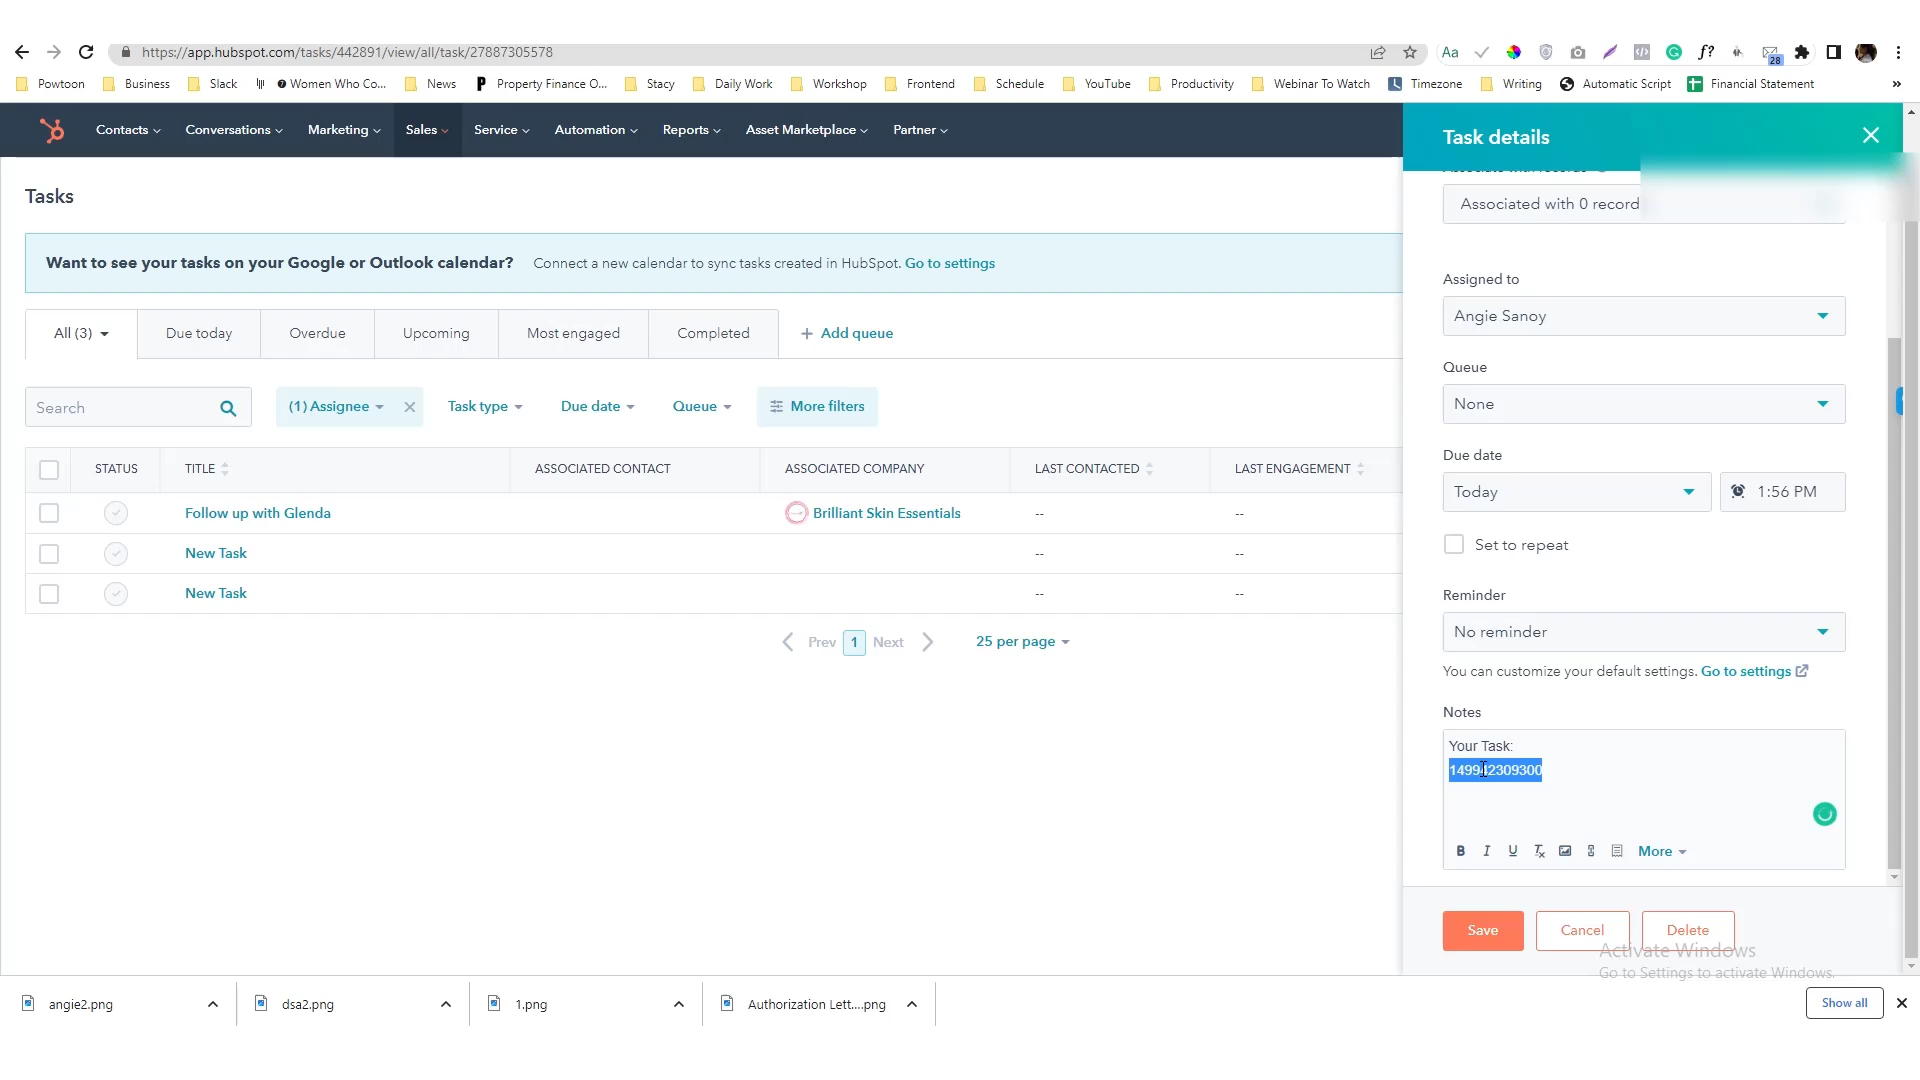 https://app.hubspot.com/tasks/442891/view/all/task/27887305578
Aa
f?
28
Powtoon
Business
Slack
Women Who Co...
News
Property Finance O...
Stacy
Daily Work
Workshop
Frontend
Schedule
YouTube
Productivity
Webinar To Watch
Timezone
Writing
Automatic Script
Financial Statement
»
Contacts
Conversations
Marketing
Sales
Service
Automation
Reports
Asset Marketplace
Partner
Task details
Tasks
Associated with 0 record
Want to see your tasks on your Google or Outlook calendar? Connect a new calendar to sync tasks created in HubSpot. Go to settings
Assigned to
Angie Sanoy
All (3)
Due today
Overdue
Upcoming
Most engaged
Completed
+ Add queue
Queue
None
Search
(1) Assignee
Task type
Due date
Queue
More filters
Due date
Today
1:56 PM
STATUS
TITLE
ASSOCIATED CONTACT
ASSOCIATED COMPANY
LAST CONTACTED
LAST ENGAGEMENT
Follow up with Glenda
Brilliant Skin Essentials
--
--
New Task
--
--
New Task
--
--
Set to repeat
Reminder
No reminder
You can customize your default settings. Go to settings
Prev
1
Next
25 per page
Notes
Your Task:
149942309300
B
I
U
More
Save
Cancel
Delete
Activate Windows
Go to Settings to activate Windows.
angie2.png
dsa2.png
1.png
Authorization Lett....png
Show all